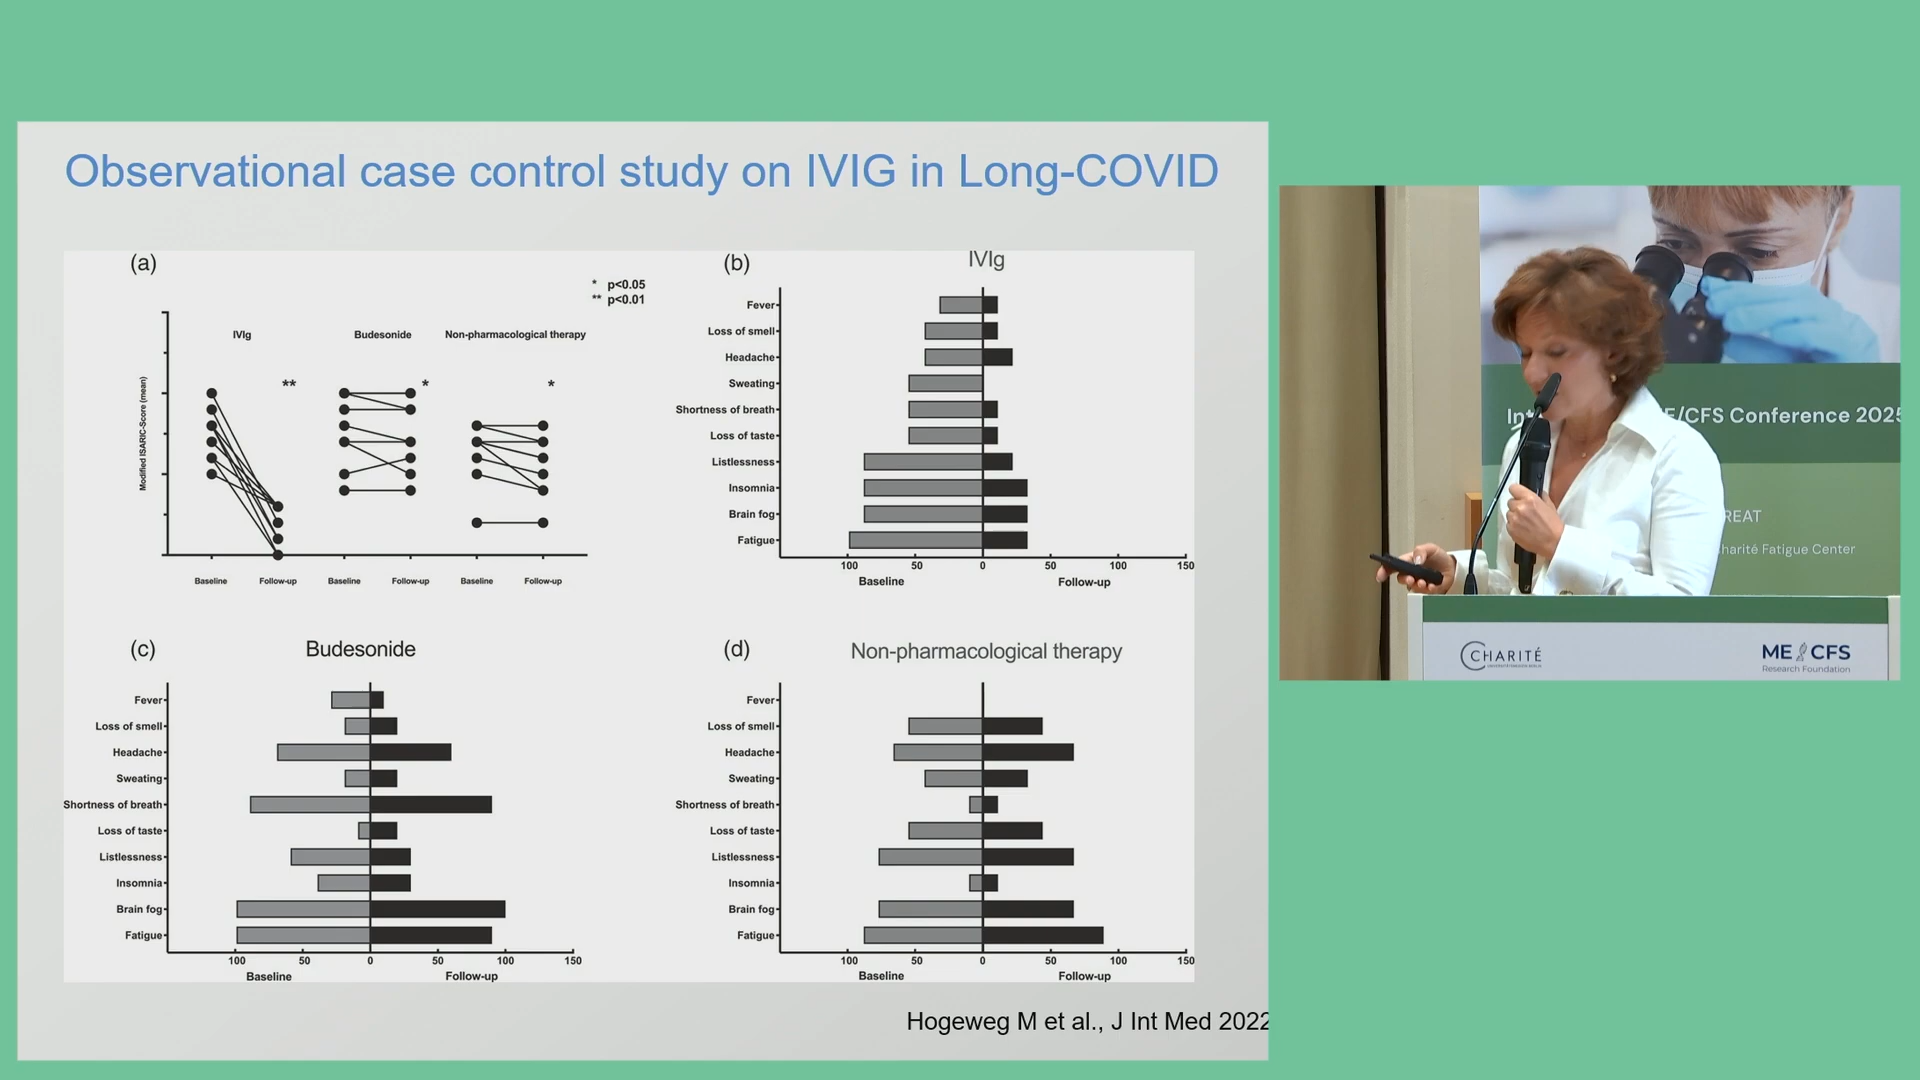 Observational case control study on IVIG in Long-COVID
(a)
* p<0.05
** p<0.01
IVIg
Budesonide
Non-pharmacological therapy
**
*
*
Modified ISARIC-Score (mean)
Baseline
Follow-up
Baseline
Follow-up
Baseline
Follow-up
(b)
IVIg
Fever
Loss of smell
Headache
Sweating
Shortness of breath
Loss of taste
Listlessness
Insomnia
Brain fog
Fatigue
100 50 0 50 100 150
Baseline Follow-up
(c)
Budesonide
Fever
Loss of smell
Headache
Sweating
Shortness of breath
Loss of taste
Listlessness
Insomnia
Brain fog
Fatigue
100 50 0 50 100 150
Baseline Follow-up
(d)
Non-pharmacological therapy
Fever
Loss of smell
Headache
Sweating
Shortness of breath
Loss of taste
Listlessness
Insomnia
Brain fog
Fatigue
100 50 0 50 100 150
Baseline Follow-up
Hogeweg M et al., J Int Med 2022
E/CFS Conference 2025
REAT
harité Fatigue Center
CHARITÉ
ME CFS
Research Foundation